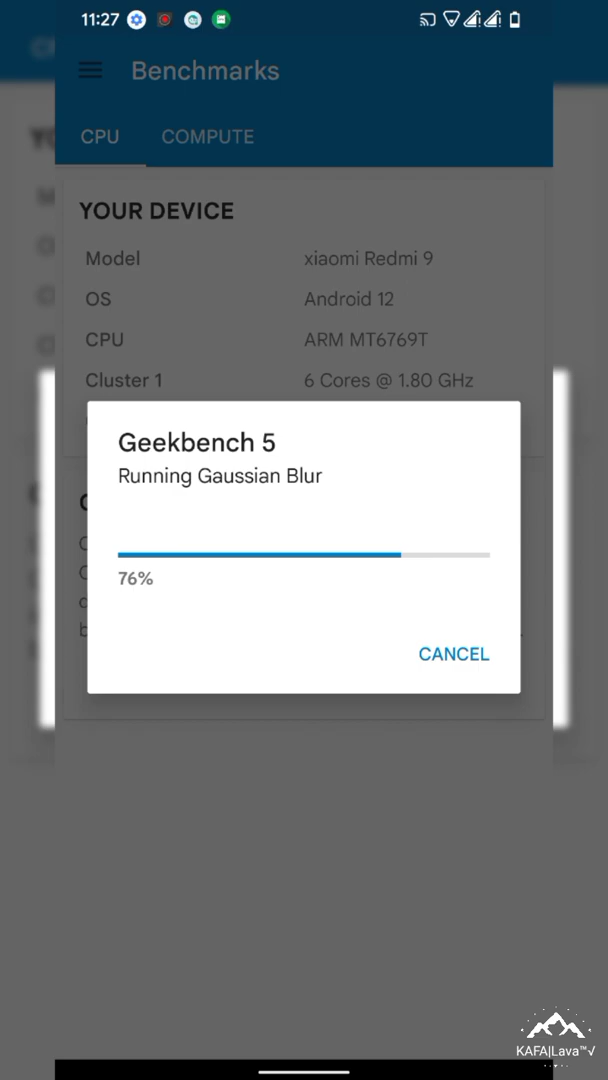 11:27
Benchmarks
CPU COMPUTE
YOUR DEVICE
Model xiaomi Redmi 9
OS Android 12
CPU ARM MT6769T
Cluster 1 6 Cores @ 1.80 GHz
Geekbench 5
Running Gaussian Blur
76%
CANCEL
KAFA|Lava™√